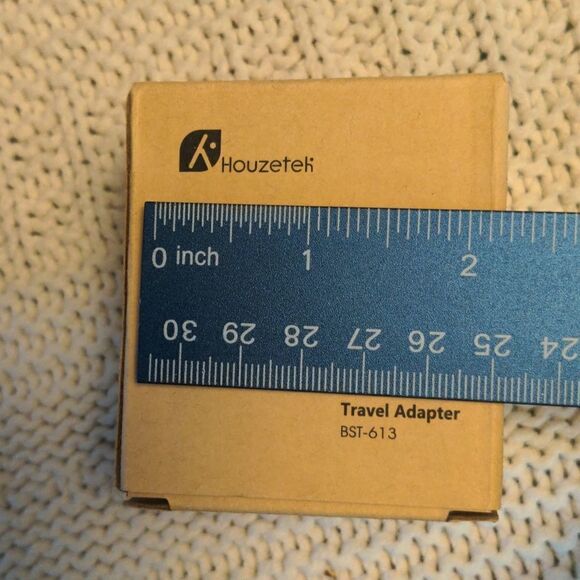 Houzetek
0 inch 1 2
30 29 28 27 26 25 24
Travel Adapter
BST-613